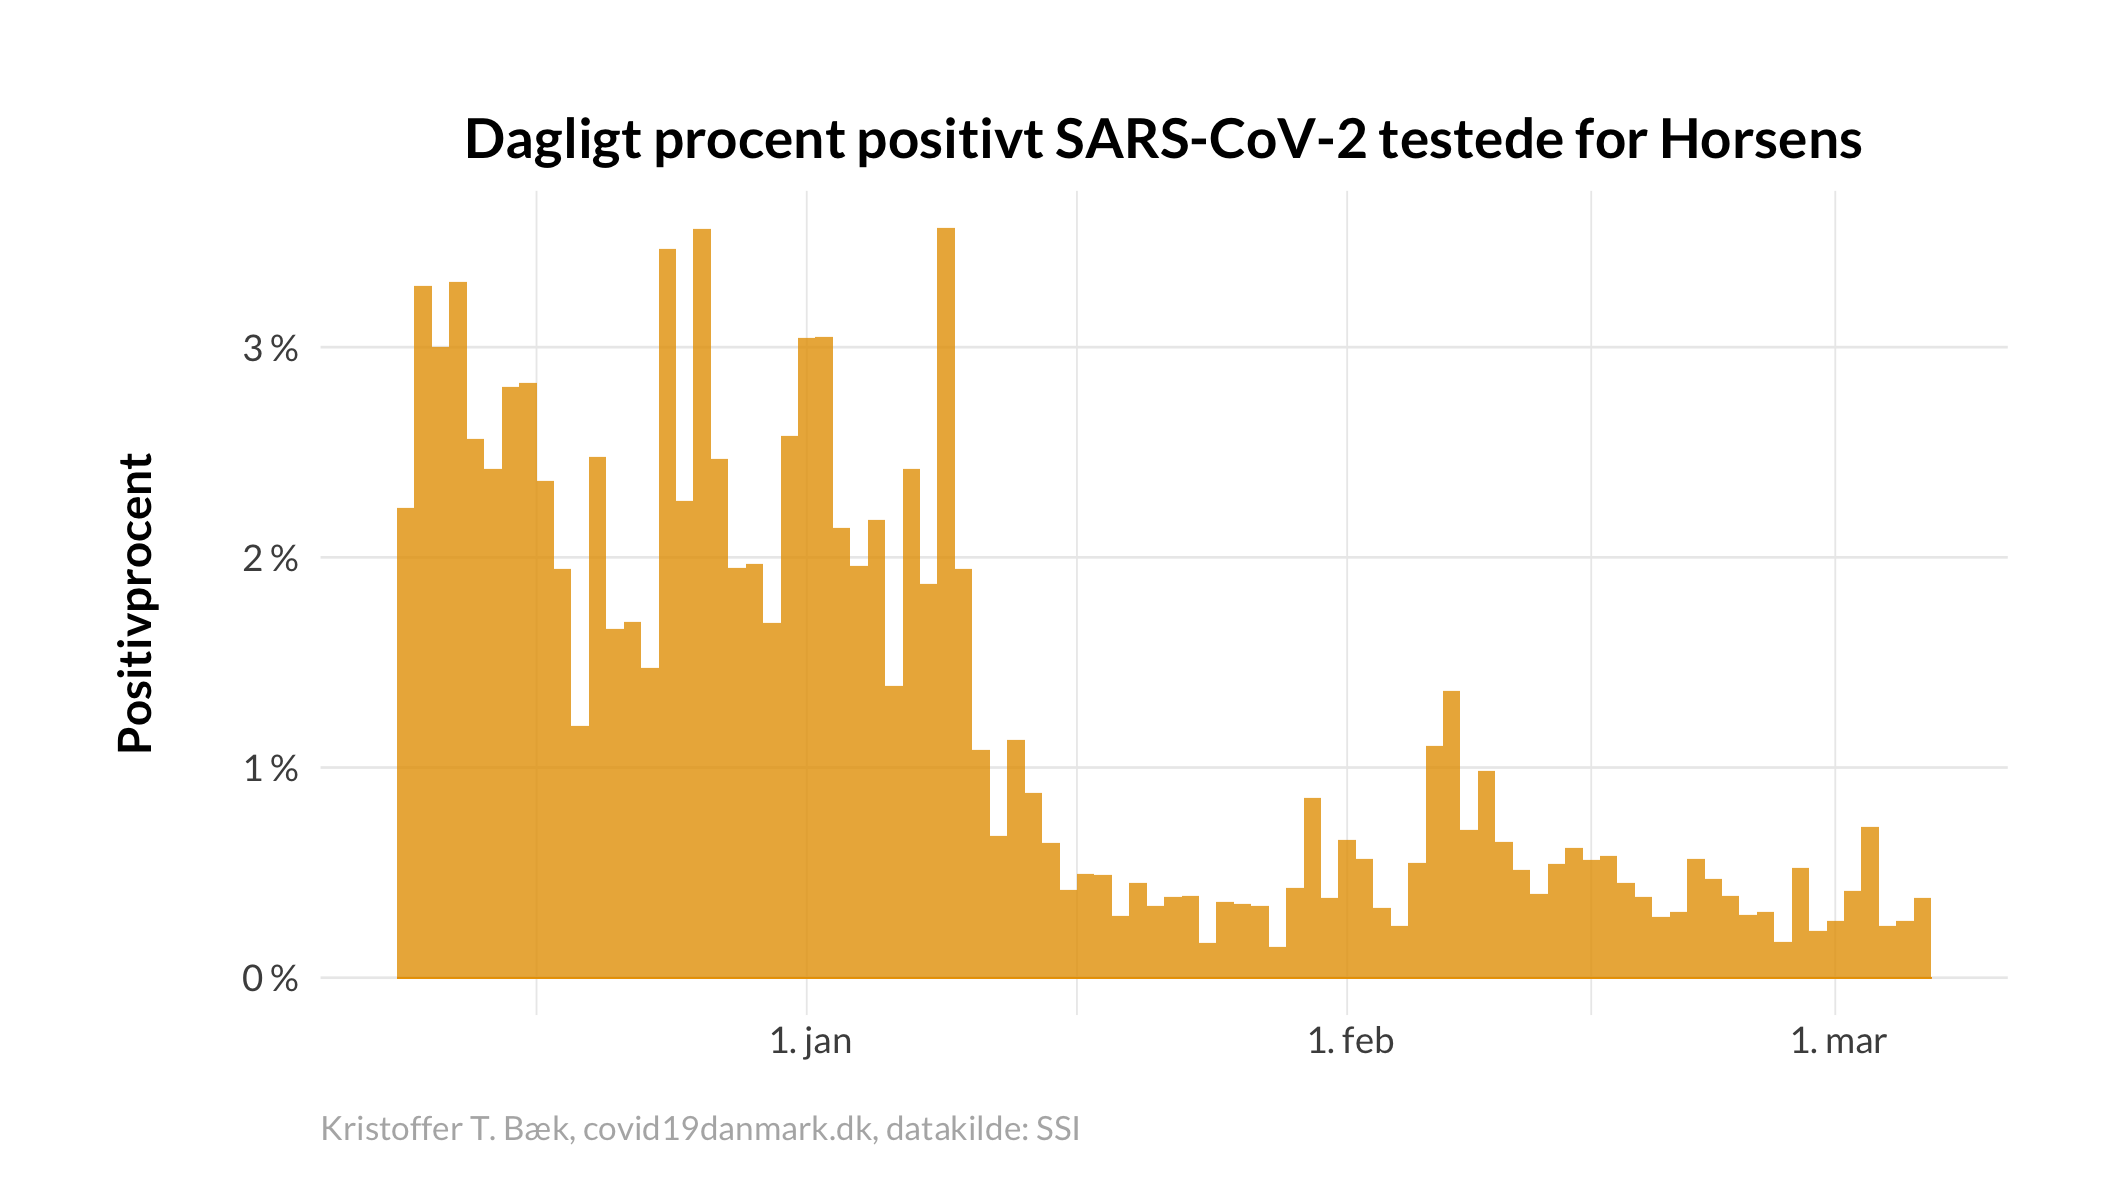 Dagligt procent positivt SARS-CoV-2 testede for Horsens
Positivprocent
3 %
2 %
1 %
0 %
1. jan
1. feb
1. mar
Kristoffer T. Bæk, covid19danmark.dk, datakilde: SSI